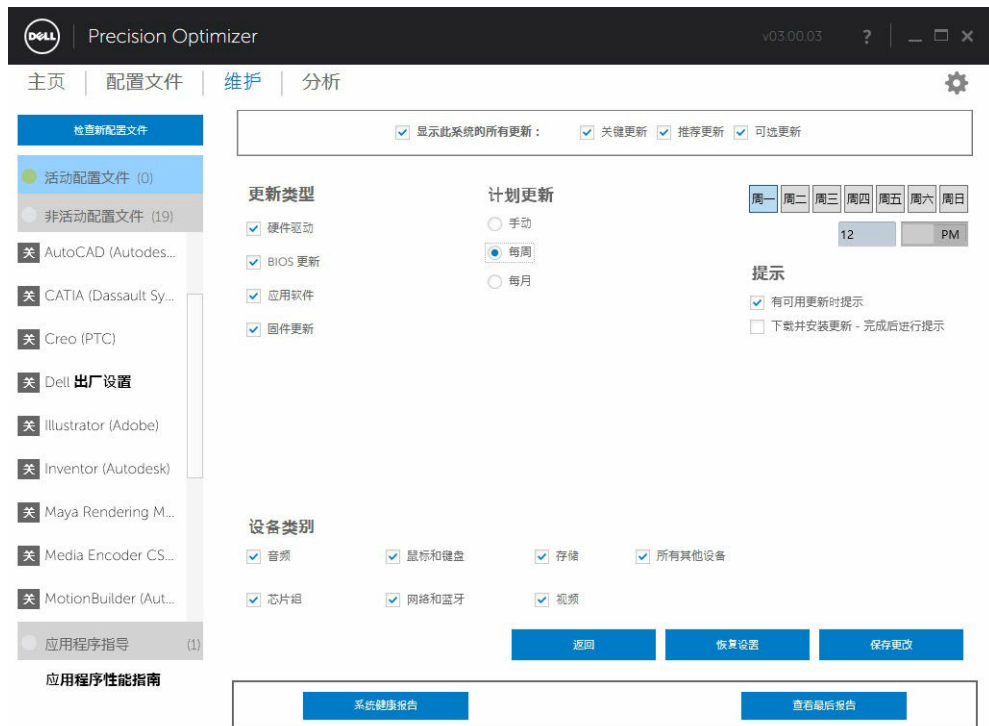 DELL
Precision Optimizer
v03.00.03 ?
主页 配置文件 维护 分析
检查新配置文件
活动配置文件 (0)
非活动配置文件 (19)
关 AutoCAD (Autodes...
关 CATIA (Dassault Sy...
关 Creo (PTC)
关 Dell 出厂设置
关 Illustrator (Adobe)
关 Inventor (Autodesk)
关 Maya Rendering M...
关 Media Encoder CS...
关 MotionBuilder (Aut...
应用程序指导 (1)
应用程序性能指南
显示此系统的所有更新： 关键更新 推荐更新 可选更新
更新类型
硬件驱动
BIOS 更新
应用软件
固件更新
计划更新
手动
每周
每月
周一 周二 周三 周四 周五 周六 周日
12 PM
提示
有可用更新时提示
下载并安装更新 - 完成后进行提示
设备类别
音频 鼠标和键盘 存储 所有其他设备
芯片组 网络和蓝牙 视频
返回 恢复设置 保存更改
系统健康报告 查看最后报告